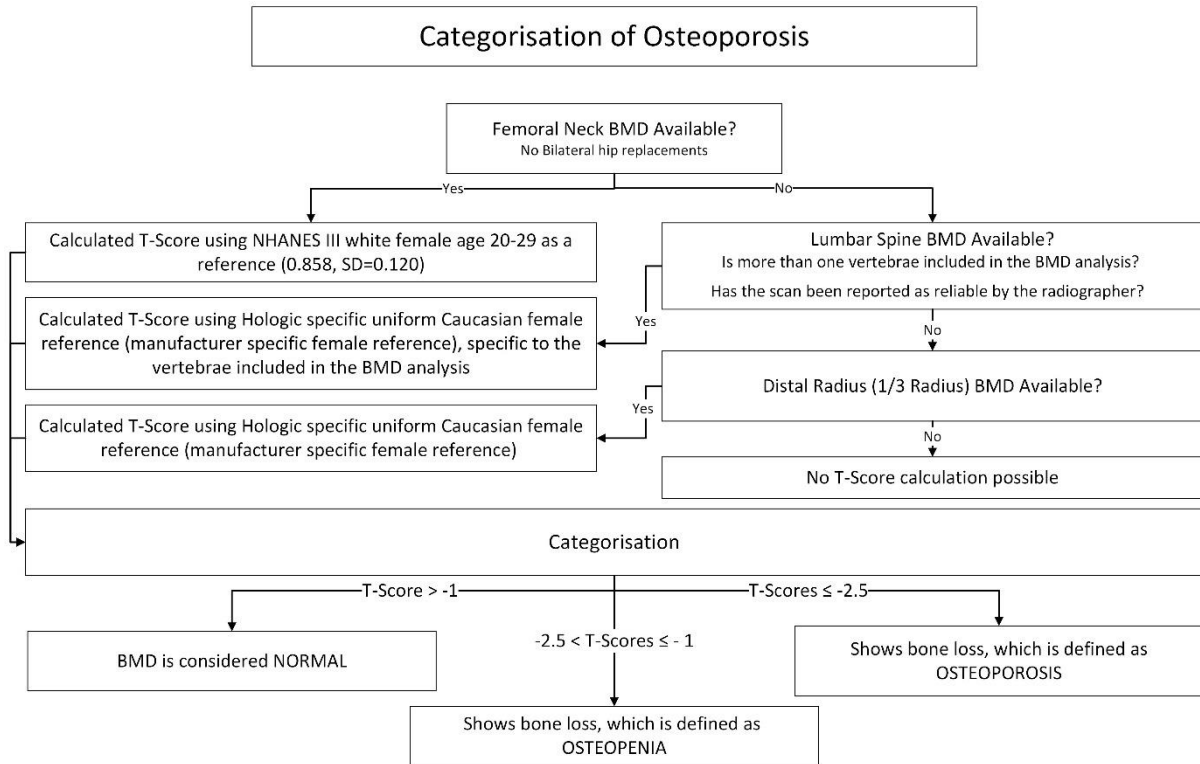 Categorisation of Osteoporosis
Femoral Neck BMD Available?
No Bilateral hip replacements
Yes
No
Calculated T-Score using NHANES III white female age 20-29 as a
reference (0.858, SD=0.120)
Lumbar Spine BMD Available?
Is more than one vertebrae included in the BMD analysis?
Has the scan been reported as reliable by the radiographer?
Yes
No
Calculated T-Score using Hologic specific uniform Caucasian female
reference (manufacturer specific female reference), specific to the
vertebrae included in the BMD analysis
Distal Radius (1/3 Radius) BMD Available?
Yes
No
Calculated T-Score using Hologic specific uniform Caucasian female
reference (manufacturer specific female reference)
No T-Score calculation possible
Categorisation
T-Score > -1
T-Scores ≤ -2.5
-2.5 < T-Scores ≤ - 1
BMD is considered NORMAL
Shows bone loss, which is defined as
OSTEOPOROSIS
Shows bone loss, which is defined as
OSTEOPENIA